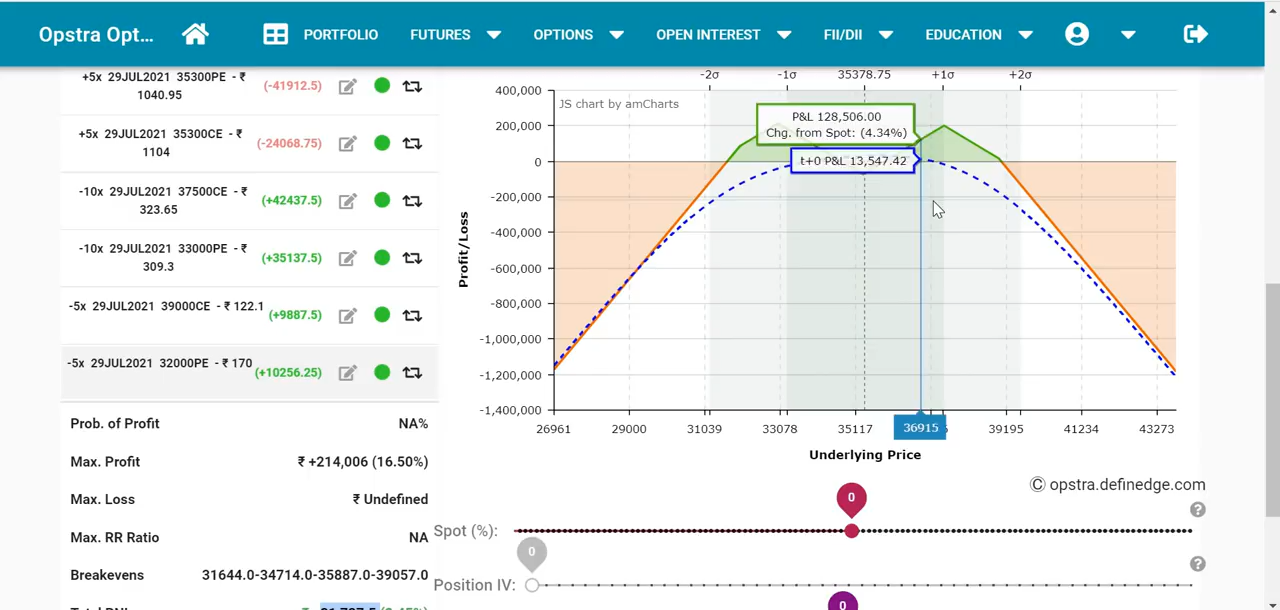 Opstra Opt... PORTFOLIO FUTURES OPTIONS OPEN INTEREST FII/DII EDUCATION
+5x 29JUL2021 35300PE - ₹
1040.95
(-41912.5)
+5x 29JUL2021 35300CE - ₹
1104
(-24068.75)
-10x 29JUL2021 37500CE - ₹
323.65
(+42437.5)
-10x 29JUL2021 33000PE - ₹
309.3
(+35137.5)
-5x 29JUL2021 39000CE - ₹ 122.1
(+9887.5)
-5x 29JUL2021 32000PE - ₹ 170
(+10256.25)
Prob. of Profit NA%
Max. Profit ₹ +214,006 (16.50%)
Max. Loss ₹ Undefined
Max. RR Ratio NA
Breakevens 31644.0-34714.0-35887.0-39057.0
-2σ -1σ 35378.75 +1σ +2σ
JS chart by amCharts
P&L 128,506.00
Chg. from Spot: (4.34%)
t+0 P&L 13,547.42
400,000
200,000
0
-200,000
-400,000
-600,000
-800,000
-1,000,000
-1,200,000
-1,400,000
Profit/Loss
26961 29000 31039 33078 35117 36915 39195 41234 43273
Underlying Price
© opstra.definedge.com
?
0
Spot (%):
?
0
Position IV:
0